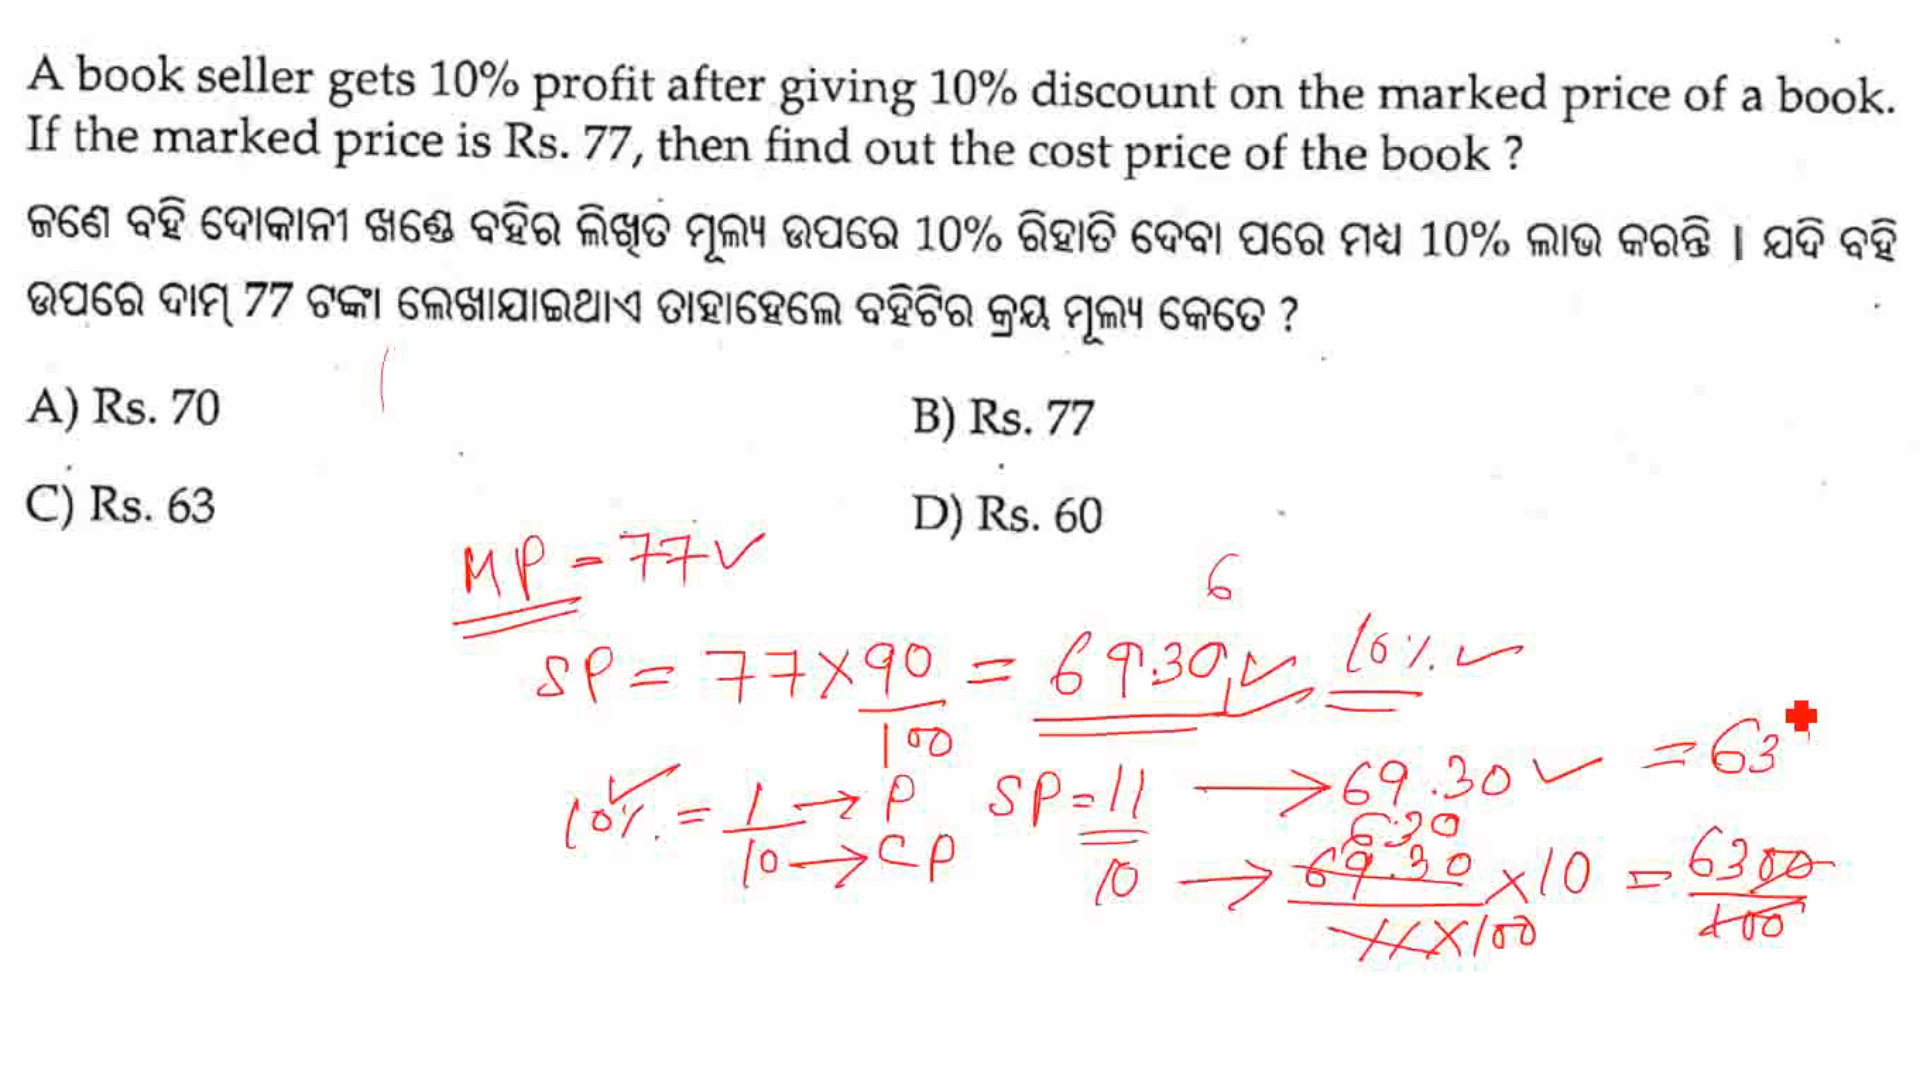 A book seller gets 10% profit after giving 10% discount on the marked price of a book.
If the marked price is Rs. 77, then find out the cost price of the book ?
ଜଣେ ବହି ଦୋକାନୀ ଖଣ୍ଡେ ବହିର ଲିଖିତ ମୂଲ୍ୟ ଉପରେ 10% ରିହାତି ଦେବା ପରେ ମଧ୍ୟ 10% ଲାଭ କରନ୍ତି । ଯଦି ବହି
ଉପରେ ଦାମ୍ 77 ଟଙ୍କା ଲେଖାଯାଇଥାଏ ତାହାହେଲେ ବହିଟିର କ୍ରୟ ମୂଲ୍ୟ କେତେ ?
A) Rs. 70
B) Rs. 77
C) Rs. 63
D) Rs. 60
MP = 77
6
SP = 77 × 90 = 69.30 10%
100
10% = 1 → P SP = 11 → 69.30 = 63
10 → CP 10 → 69.30 × 10 = 6300
630
11 × 100 100